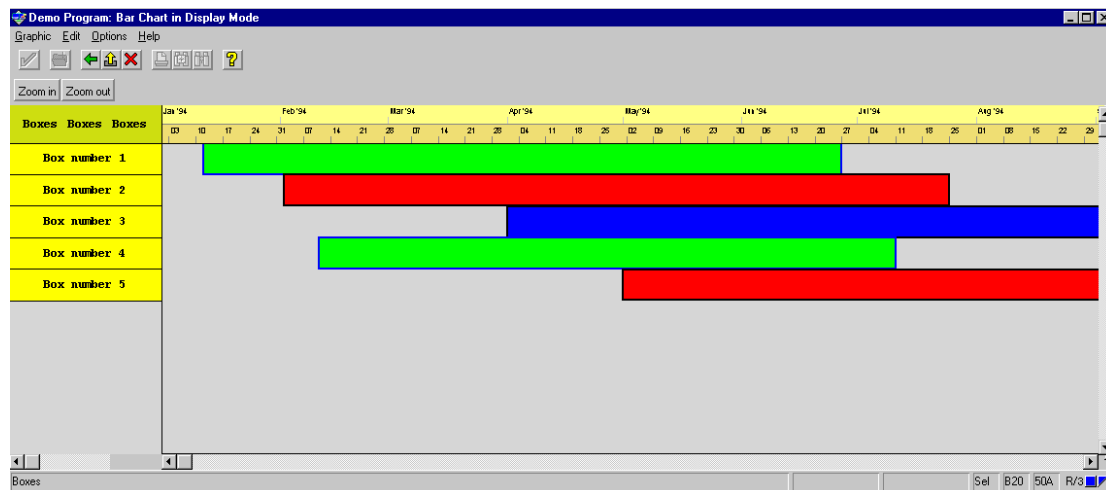 Demo Program: Bar Chart in Display Mode
Graphic Edit Options Help
Zoom in Zoom out
Boxes Boxes Boxes
Jan '94 Feb '94 Mar '94 Apr '94 May '94 Jun '94 Jul '94 Aug '94
03 10 17 24 31 07 14 21 28 07 14 21 28 04 11 18 25 02 09 16 23 30 06 13 20 27 04 11 18 25 01 08 15 22 29
Box number 1
Box number 2
Box number 3
Box number 4
Box number 5
Boxes Sel B20 50A R/3